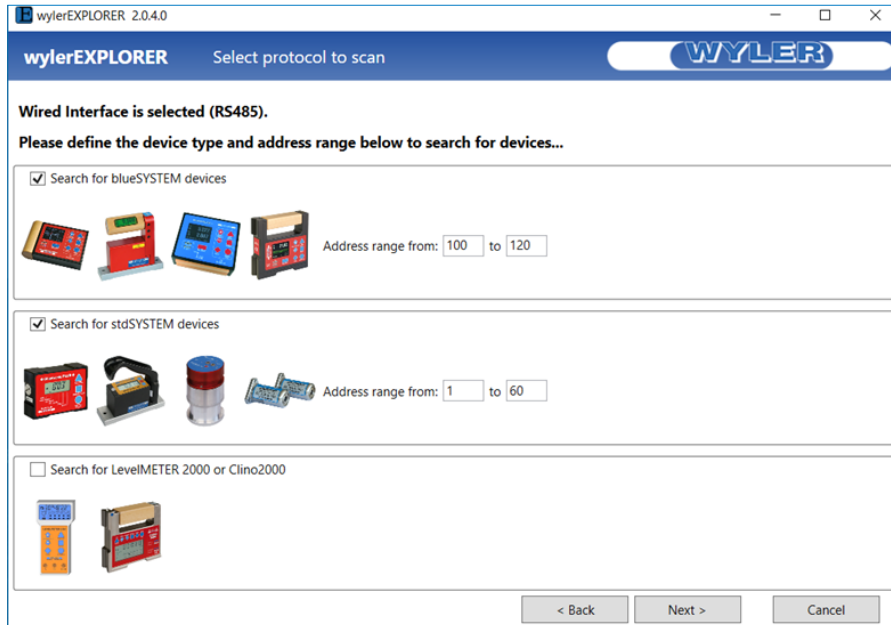 wylerEXPLORER 2.0.4.0
wylerEXPLORER Select protocol to scan WYLER
Wired Interface is selected (RS485).
Please define the device type and address range below to search for devices...
Search for blueSYSTEM devices
Address range from: 100 to 120
Search for stdSYSTEM devices
Address range from: 1 to 60
Search for LevelMETER 2000 or Clino2000
< Back Next > Cancel